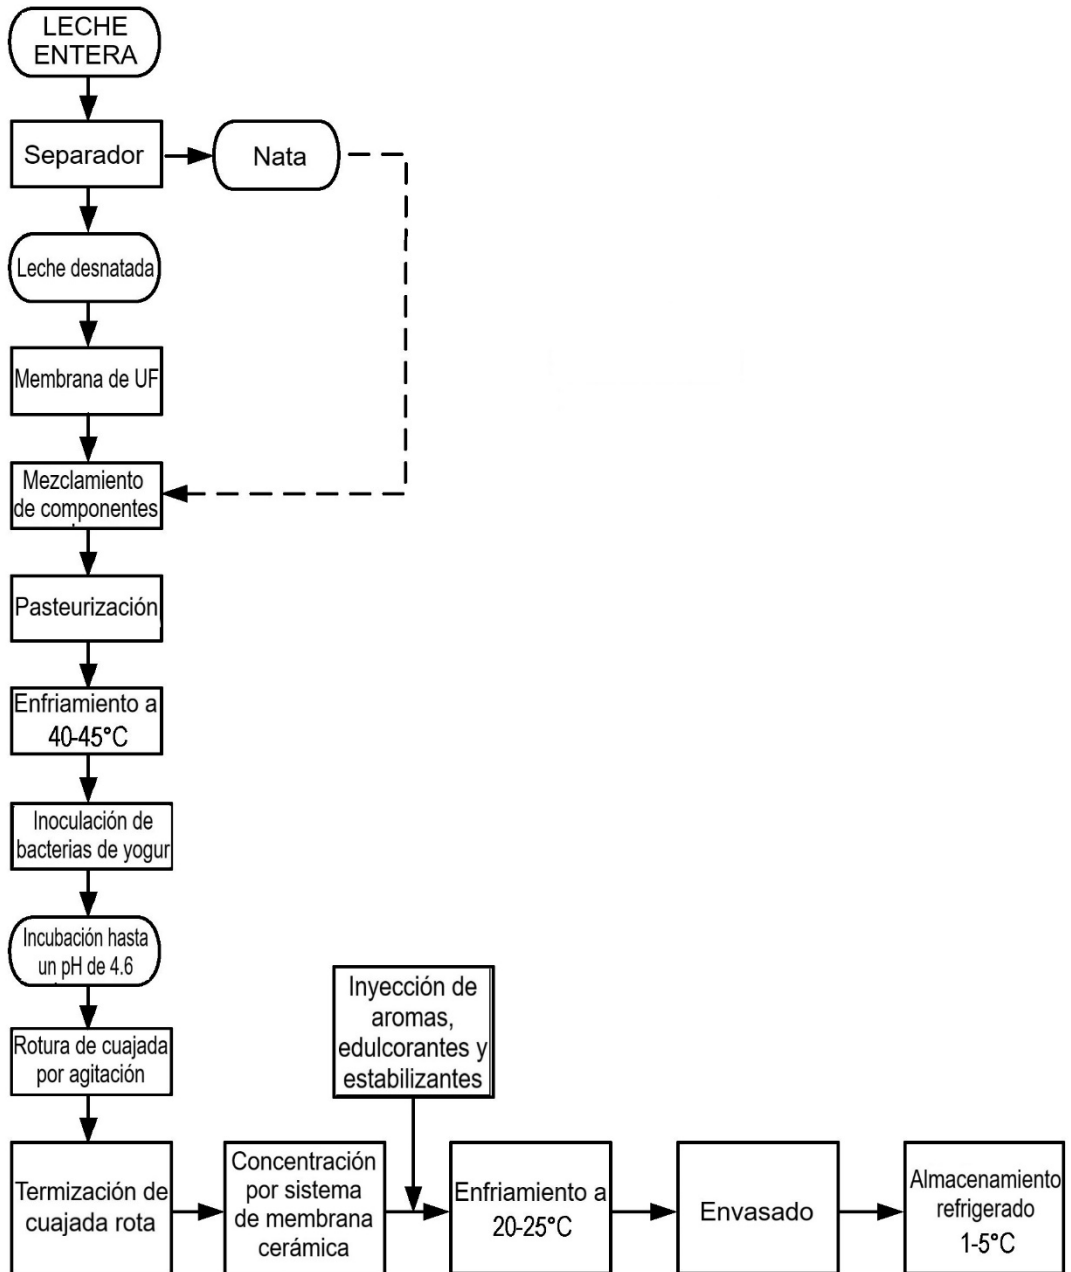 LECHE
ENTERA
Separador
Nata
Leche desnatada
Membrana de UF
Mezclamiento
de componentes
Pasteurización
Enfriamiento a
40-45°C
Inoculación de
bacterias de yogur
Incubación hasta
un pH de 4.6
Rotura de cuajada
por agitación
Inyección de
aromas,
edulcorantes y
estabilizantes
Termización de
cuajada rota
Concentración
por sistema
de membrana
cerámica
Enfriamiento a
20-25°C
Envasado
Almacenamiento
refrigerado
1-5°C